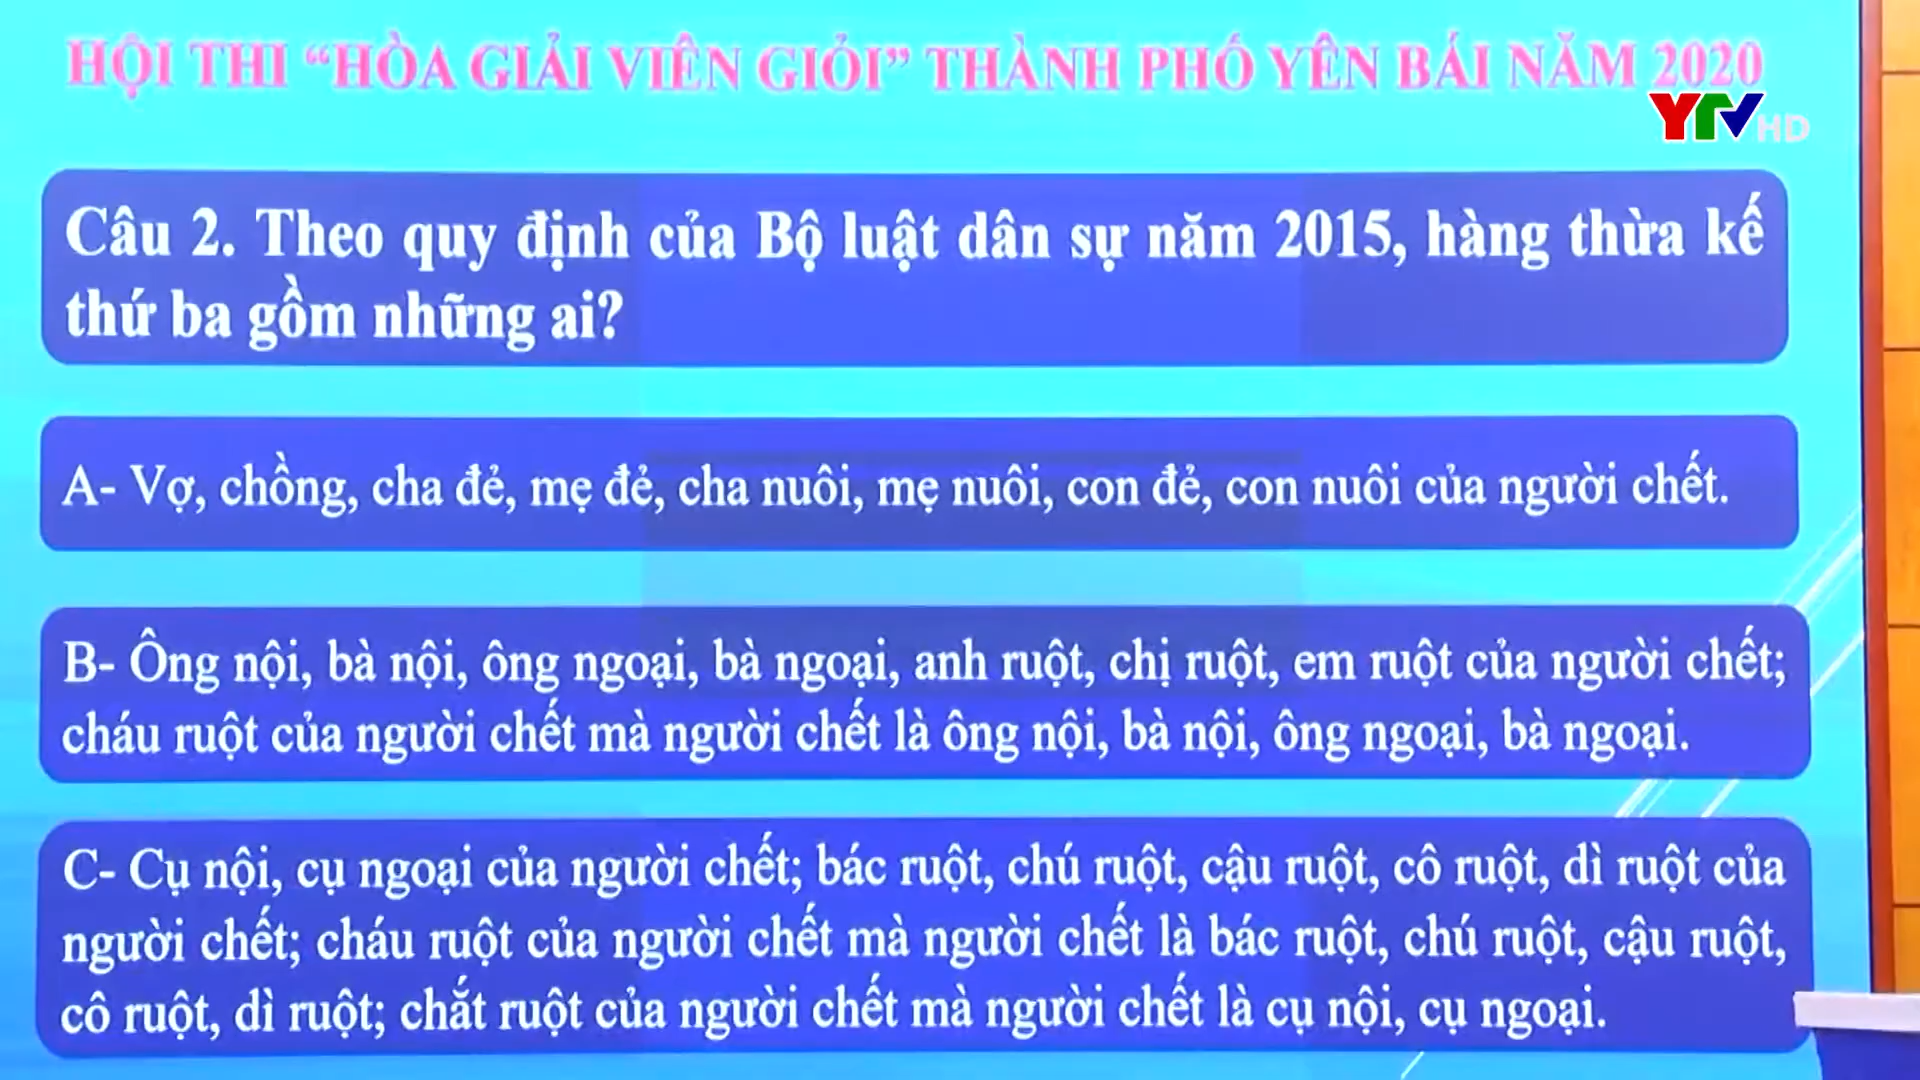 HỘI THI “HÒA GIẢI VIÊN GIỎI” THÀNH PHỐ YÊN BÁI NĂM 2020
YTV HD
Câu 2. Theo quy định của Bộ luật dân sự năm 2015, hàng thừa kế
thứ ba gồm những ai?
A- Vợ, chồng, cha đẻ, mẹ đẻ, cha nuôi, mẹ nuôi, con đẻ, con nuôi của người chết.
B- Ông nội, bà nội, ông ngoại, bà ngoại, anh ruột, chị ruột, em ruột của người chết;
cháu ruột của người chết mà người chết là ông nội, bà nội, ông ngoại, bà ngoại.
C- Cụ nội, cụ ngoại của người chết; bác ruột, chú ruột, cậu ruột, cô ruột, dì ruột của
người chết; cháu ruột của người chết mà người chết là bác ruột, chú ruột, cậu ruột,
cô ruột, dì ruột; chắt ruột của người chết mà người chết là cụ nội, cụ ngoại.